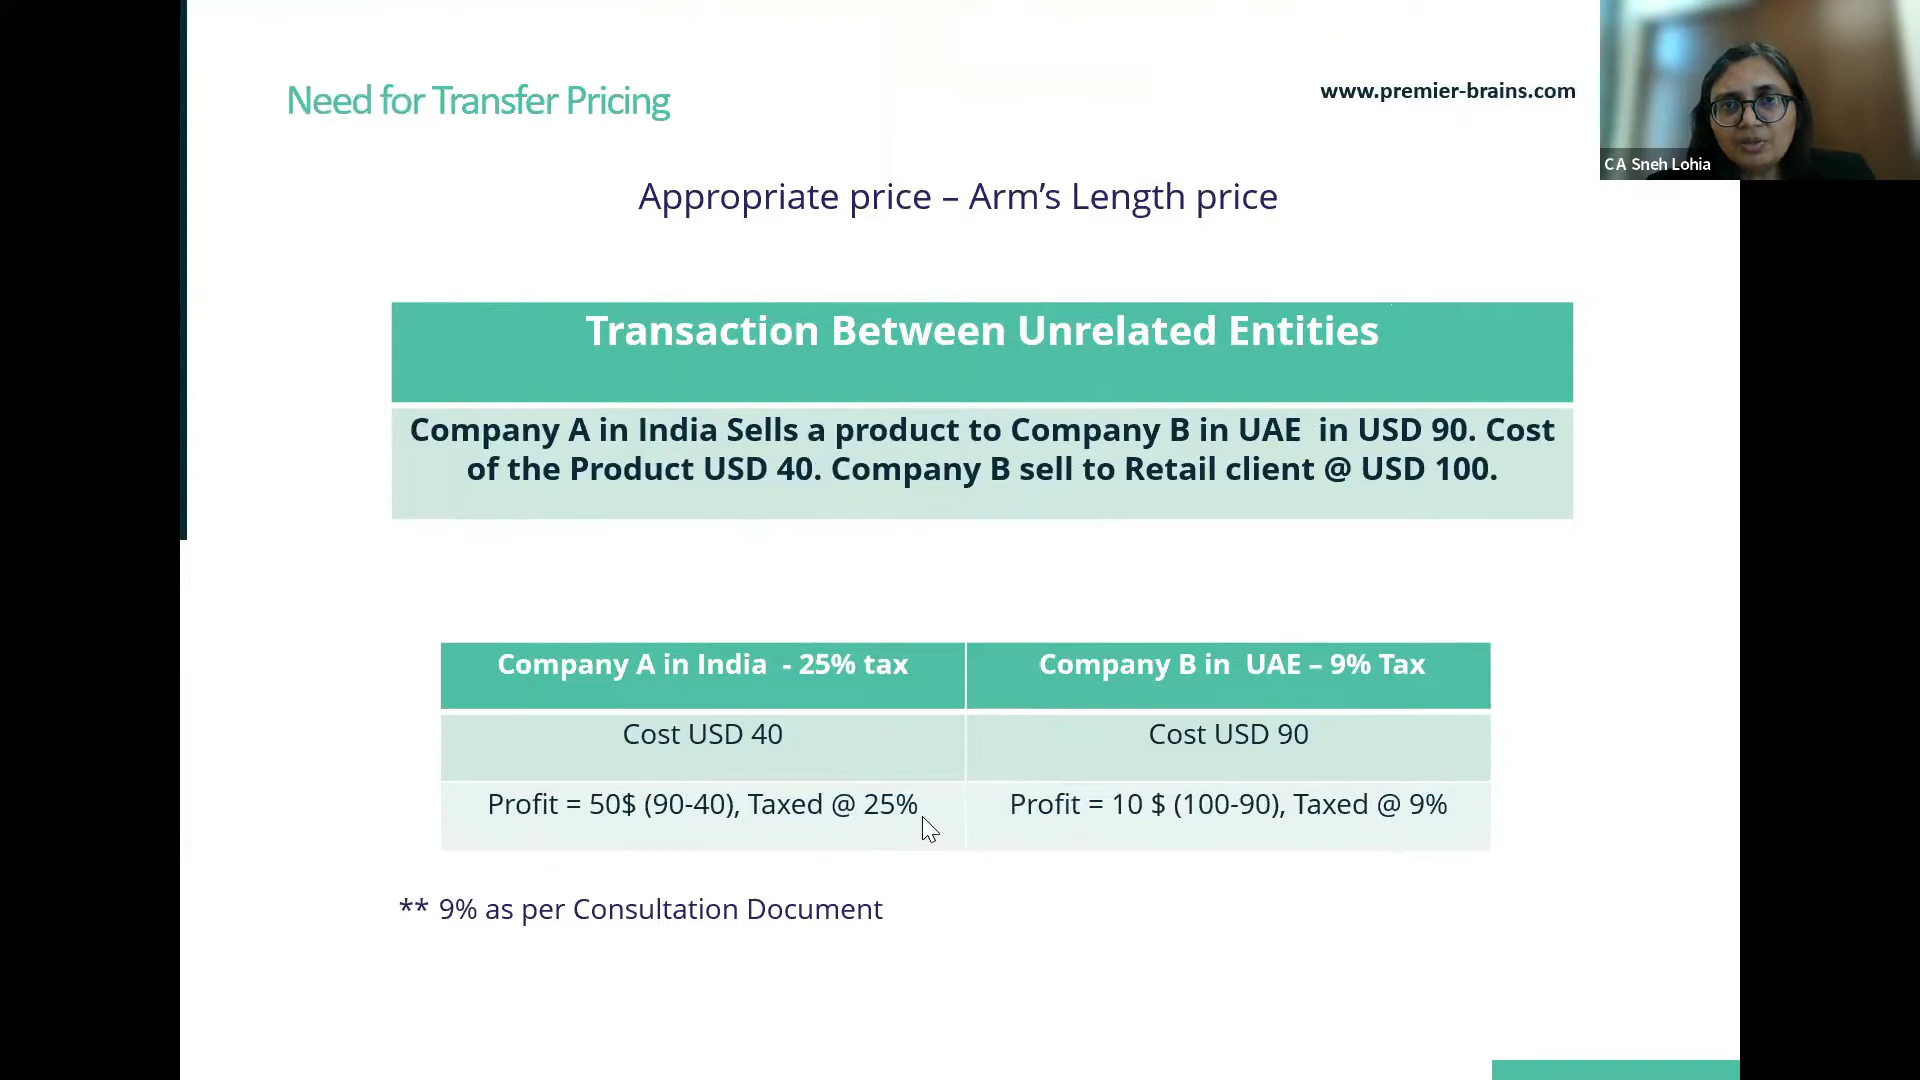 Need for Transfer Pricing
www.premier-brains.com
CA Sneh Lohia
Appropriate price – Arm’s Length price
Transaction Between Unrelated Entities
Company A in India Sells a product to Company B in UAE in USD 90. Cost
of the Product USD 40. Company B sell to Retail client @ USD 100.
Company A in India - 25% tax
Company B in UAE – 9% Tax
Cost USD 40
Cost USD 90
Profit = 50$ (90-40), Taxed @ 25%
Profit = 10 $ (100-90), Taxed @ 9%
** 9% as per Consultation Document